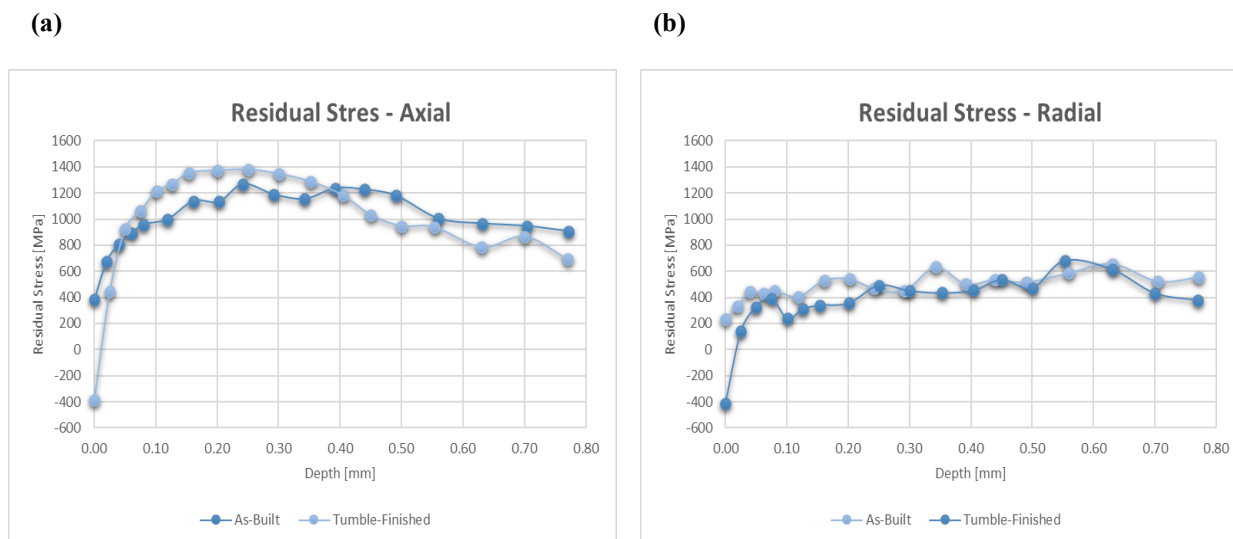 (a)
(b)
Residual Stres - Axial
1600
1400
1200
1000
800
600
400
200
0
-200
-400
-600
Residual Stress [MPa]
0.00 0.10 0.20 0.30 0.40 0.50 0.60 0.70 0.80
Depth [mm]
As-Built Tumble-Finished
Residual Stress - Radial
1600
1400
1200
1000
800
600
400
200
0
-200
-400
-600
Residual Stress [MPa]
0.00 0.10 0.20 0.30 0.40 0.50 0.60 0.70 0.80
Depth [mm]
As-Built Tumble-Finished